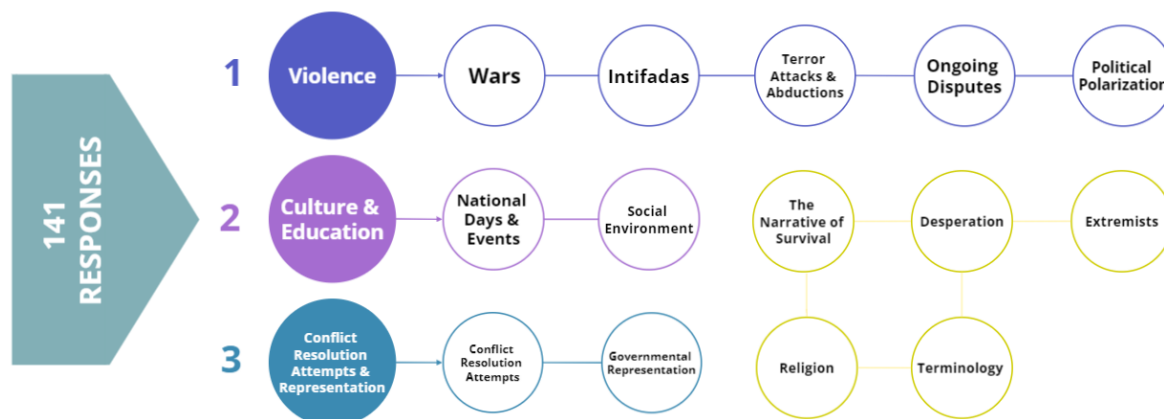 141
RESPONSES
1
Violence
Wars
Intifadas
Terror
Attacks &
Abductions
Ongoing
Disputes
Political
Polarization
2
Culture &
Education
National
Days &
Events
Social
Environment
The
Narrative of
Survival
Desperation
Extremists
3
Conflict
Resolution
Attempts &
Representation
Conflict
Resolution
Attempts
Governmental
Representation
Religion
Terminology